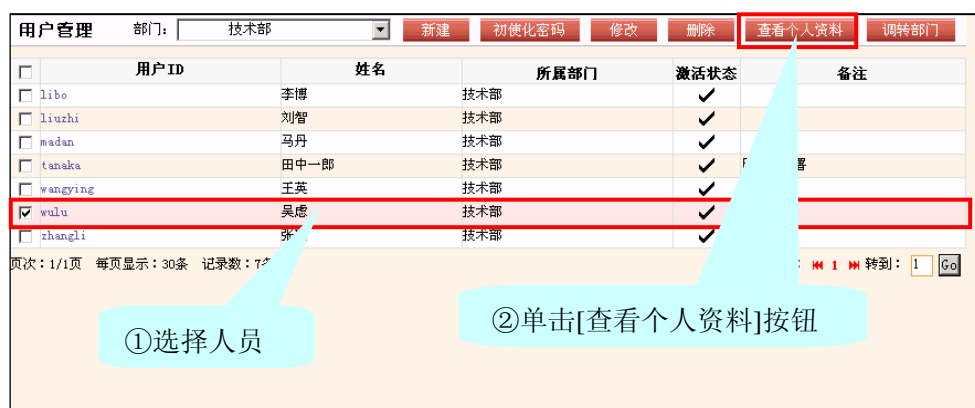 用户管理 部门： 技术部 新建 初使化密码 修改 删除 查看个人资料 调转部门
用户ID 姓名 所属部门 激活状态 备注
libo 李博 技术部
liuzhi 刘智 技术部
madan 马丹 技术部
tanaka 田中一郎 技术部
wangying 王英 技术部
wulu 吴虑 技术部
zhangli 张 技术部
页次：1/1页 每页显示：30条 记录数：7 1 转到： 1 Go
①选择人员
②单击[查看个人资料]按钮